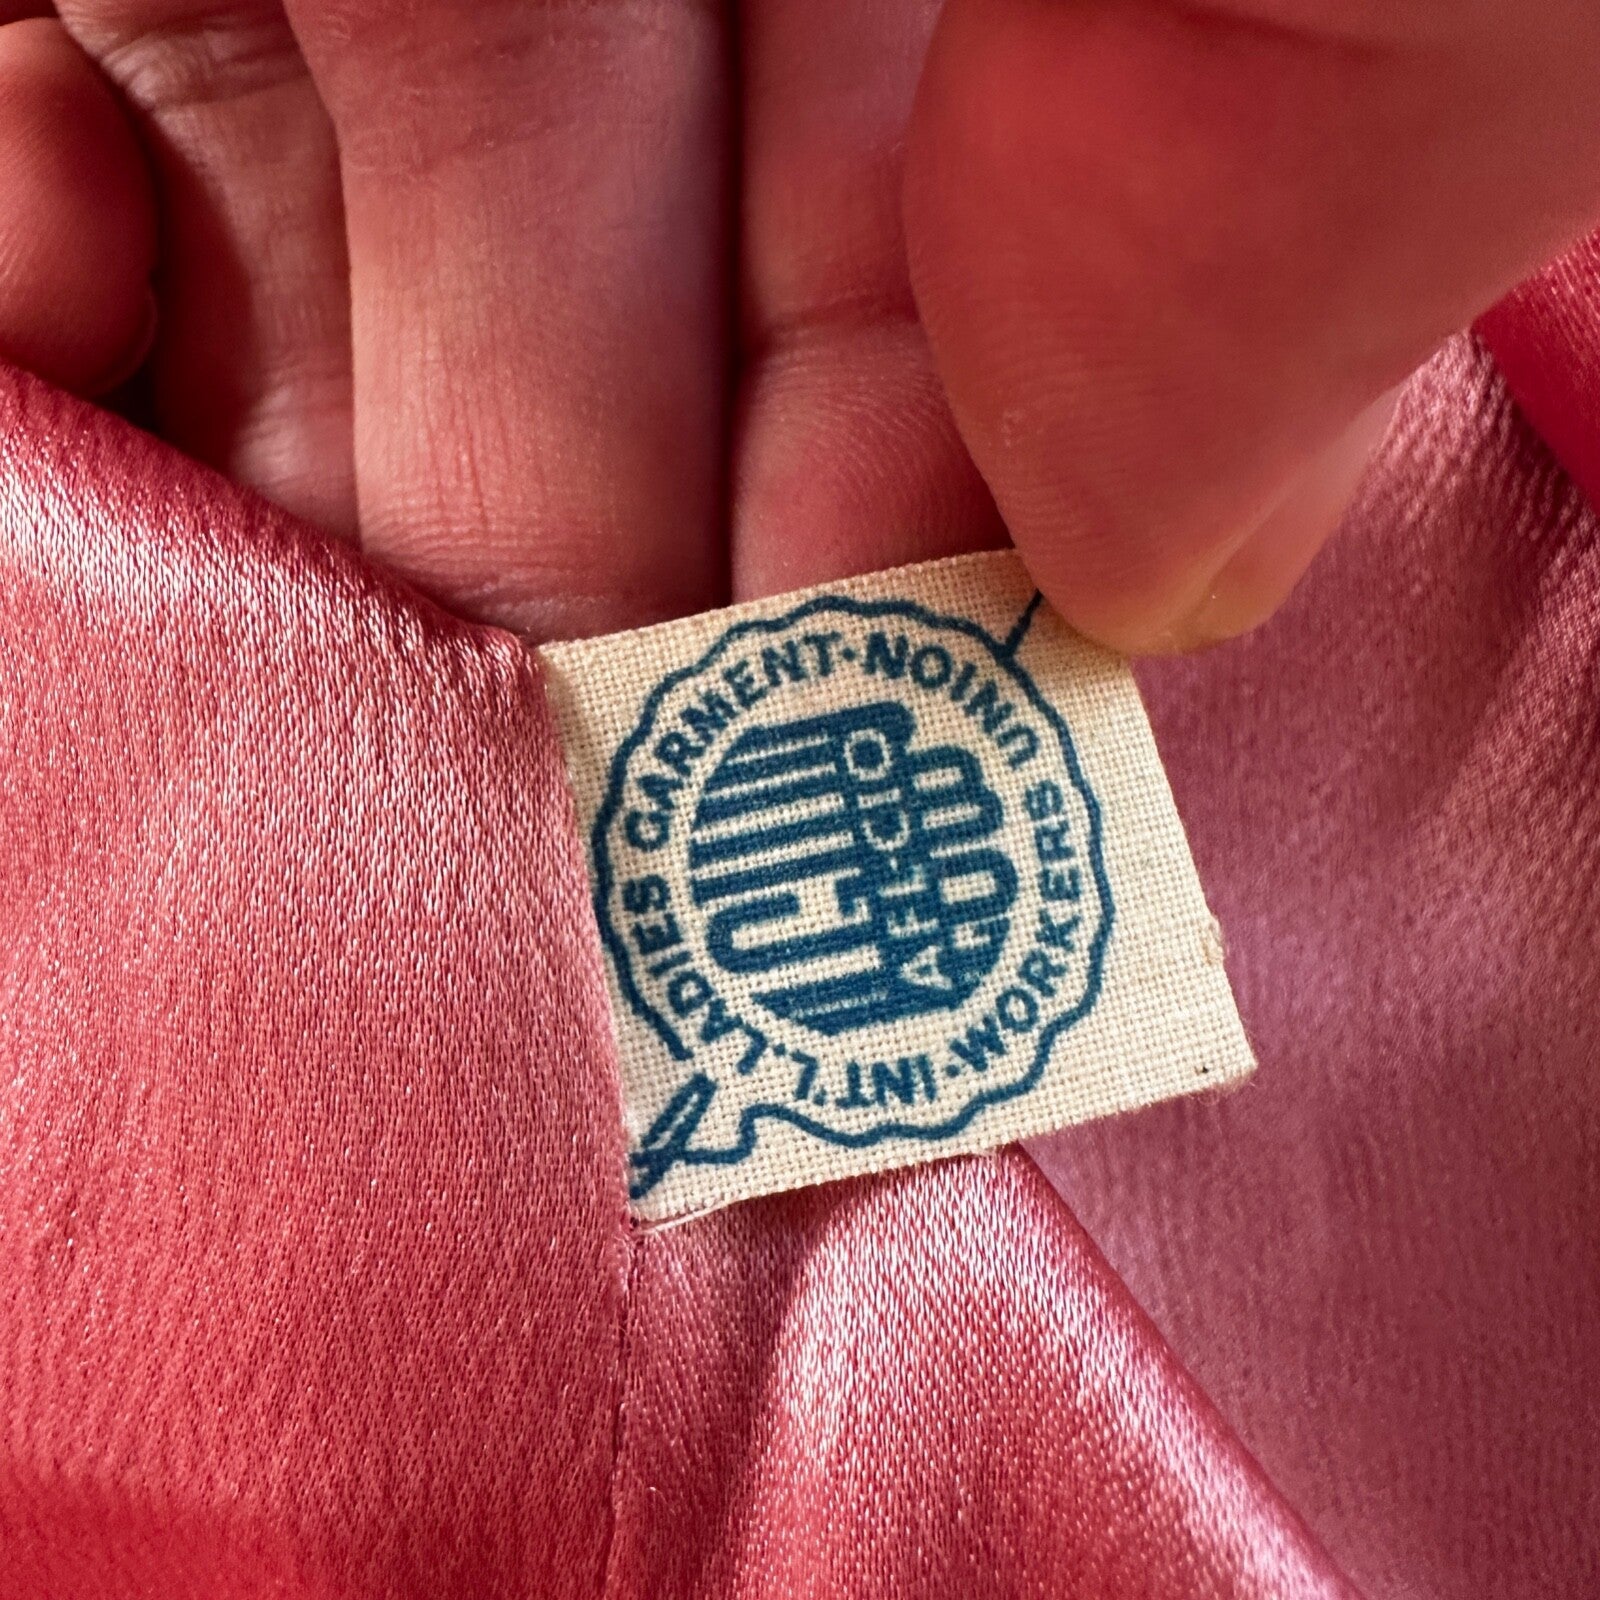 INT'L. LADIES GARMENT
WORKERS UNION
AFL-CIO